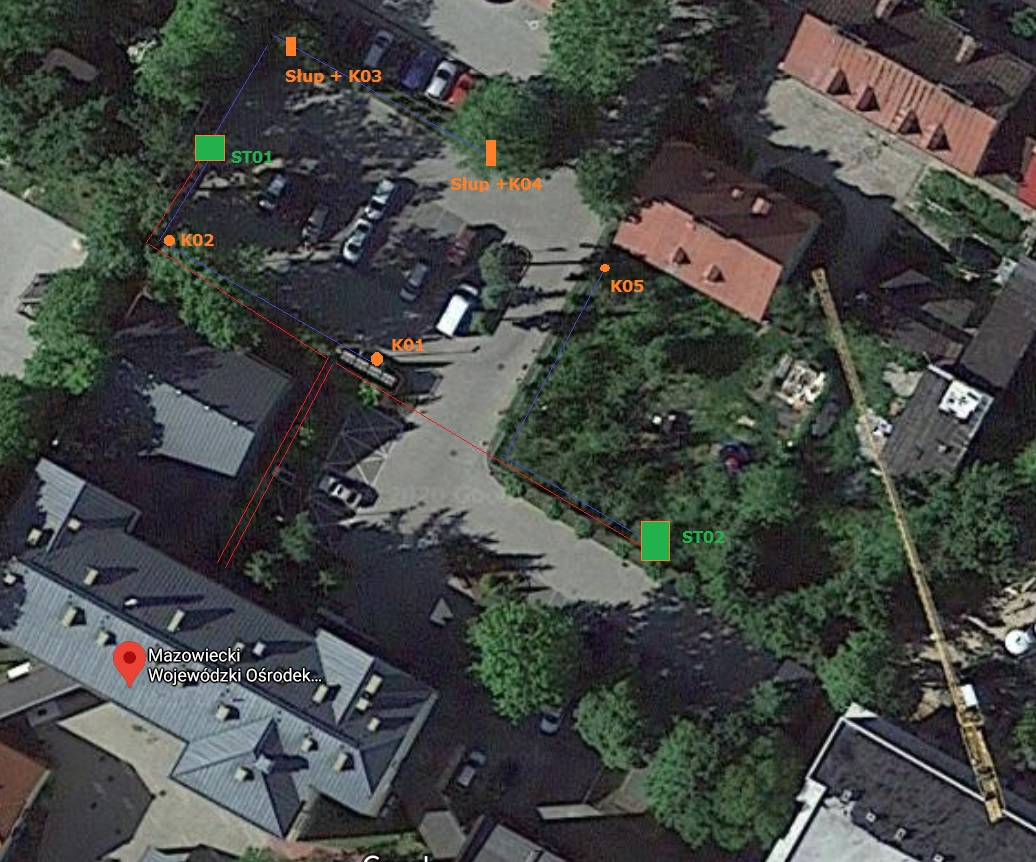 Słup + K03
ST01
Słup +K04
K02
K05
K01
ST02
Mazowiecki
Wojewódzki Ośrodek...